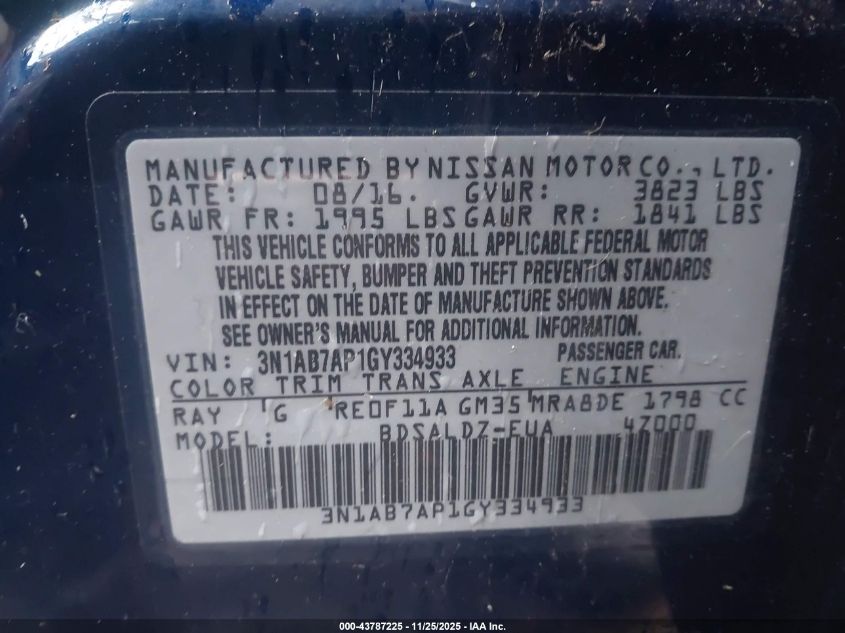 MANUFACTURED BY NISSAN MOTOR CO., LTD.
DATE: 08/16. GVWR: 3823 LBS
GAWR FR: 1995 LBS GAWR RR: 1841 LBS
THIS VEHICLE CONFORMS TO ALL APPLICABLE FEDERAL MOTOR
VEHICLE SAFETY, BUMPER AND THEFT PREVENTION STANDARDS
IN EFFECT ON THE DATE OF MANUFACTURE SHOWN ABOVE.
SEE OWNER'S MANUAL FOR ADDITIONAL INFORMATION.
VIN: 3N1AB7AP1GY334933 PASSENGER CAR.
COLOR TRIM TRANS AXLE ENGINE
RAY G RE0F11A GM35 MRA8DE 1798 CC
MODEL: BDSALDZ-EUA 47000
3N1AB7AP1GY334933
000-43787225 - 11/25/2025 - IAA Inc.